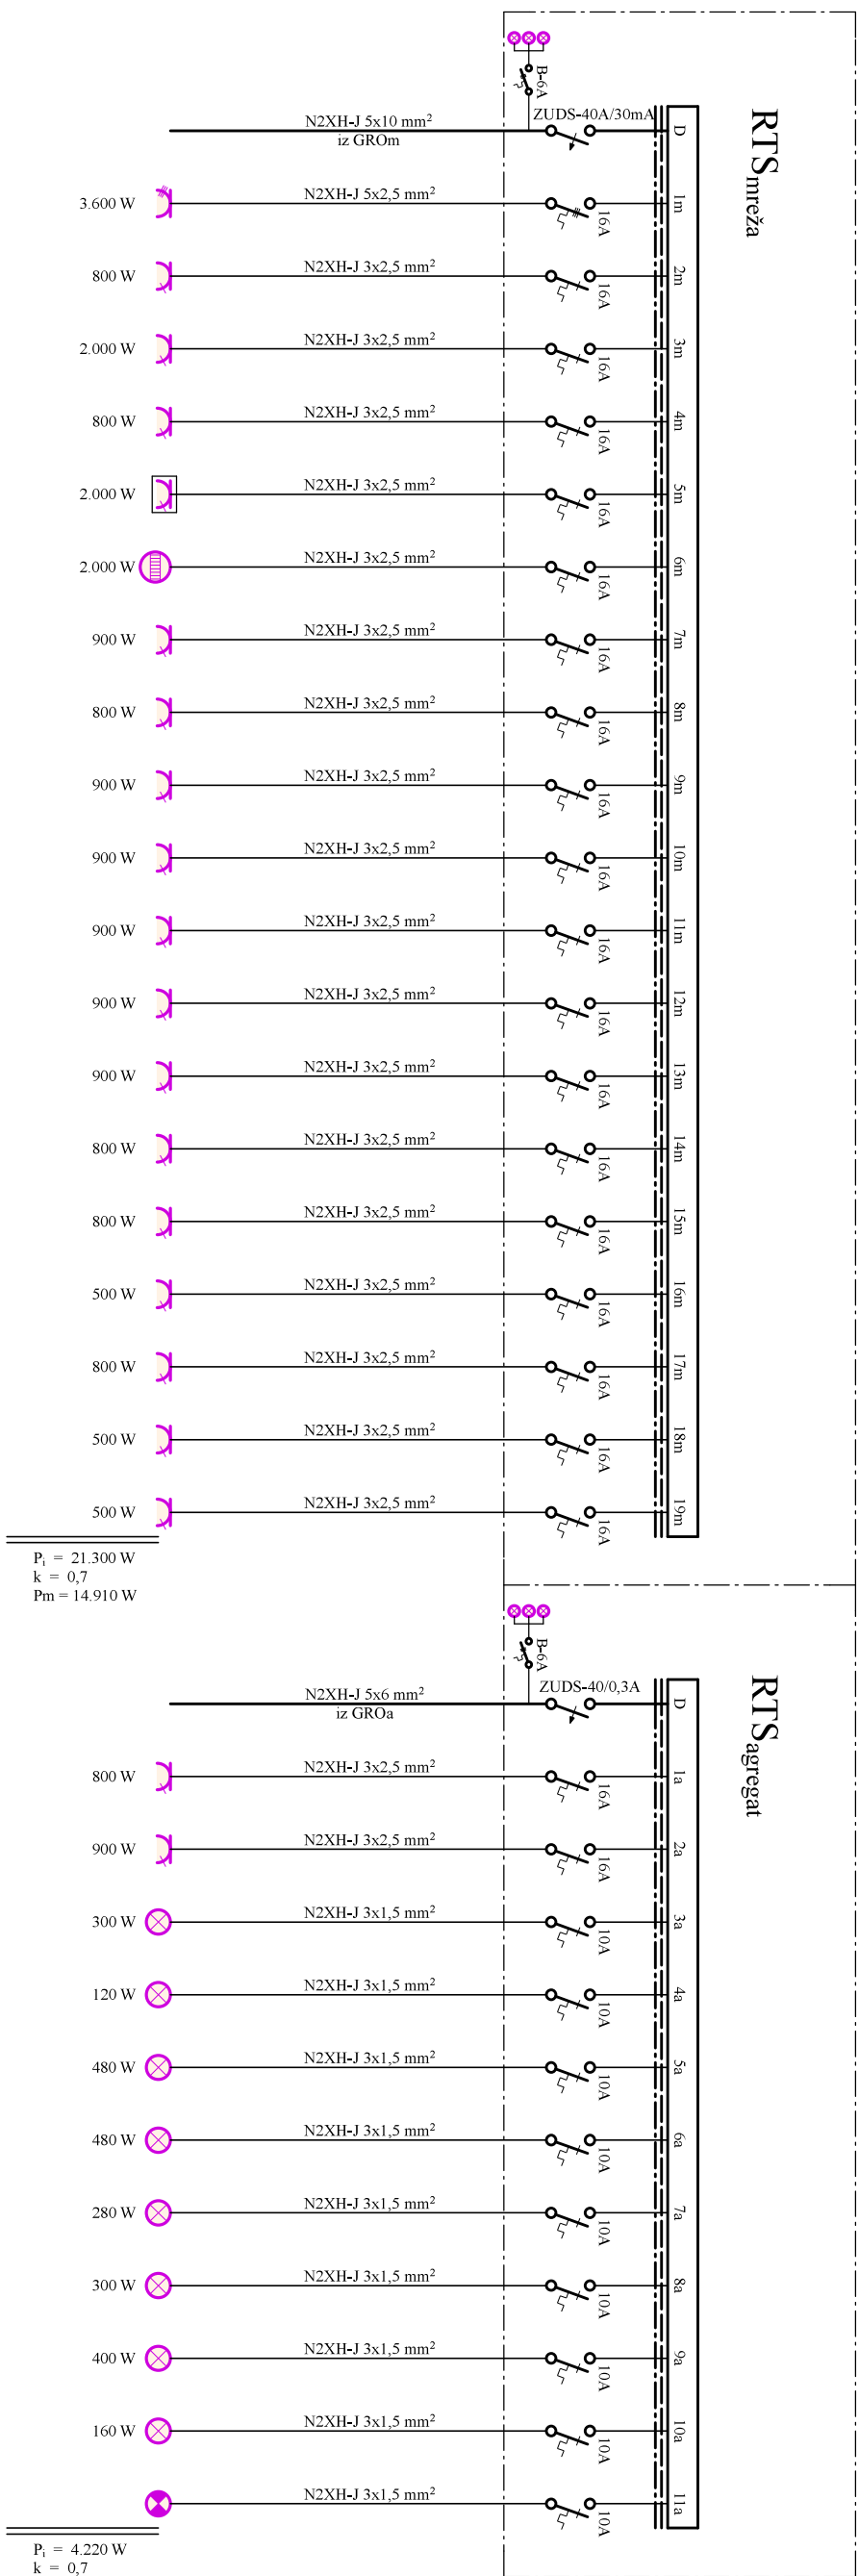 RTSmreža
B-6A
ZUDS-40A/30mA
D
N2XH-J 5x10 mm²
iz GROm
3.600 W
N2XH-J 5x2,5 mm²
16A
1m
800 W
N2XH-J 3x2,5 mm²
16A
2m
2.000 W
N2XH-J 3x2,5 mm²
16A
3m
800 W
N2XH-J 3x2,5 mm²
16A
4m
2.000 W
N2XH-J 3x2,5 mm²
16A
5m
2.000 W
N2XH-J 3x2,5 mm²
16A
6m
900 W
N2XH-J 3x2,5 mm²
16A
7m
800 W
N2XH-J 3x2,5 mm²
16A
8m
900 W
N2XH-J 3x2,5 mm²
16A
9m
900 W
N2XH-J 3x2,5 mm²
16A
10m
900 W
N2XH-J 3x2,5 mm²
16A
11m
900 W
N2XH-J 3x2,5 mm²
16A
12m
900 W
N2XH-J 3x2,5 mm²
16A
13m
800 W
N2XH-J 3x2,5 mm²
16A
14m
800 W
N2XH-J 3x2,5 mm²
16A
15m
500 W
N2XH-J 3x2,5 mm²
16A
16m
800 W
N2XH-J 3x2,5 mm²
16A
17m
500 W
N2XH-J 3x2,5 mm²
16A
18m
500 W
N2XH-J 3x2,5 mm²
16A
19m
Pi = 21.300 W
k = 0,7
Pm = 14.910 W
RTSagregat
B-6A
ZUDS-40/0,3A
D
N2XH-J 5x6 mm²
iz GROa
800 W
N2XH-J 3x2,5 mm²
16A
1a
900 W
N2XH-J 3x2,5 mm²
16A
2a
300 W
N2XH-J 3x1,5 mm²
10A
3a
120 W
N2XH-J 3x1,5 mm²
10A
4a
480 W
N2XH-J 3x1,5 mm²
10A
5a
480 W
N2XH-J 3x1,5 mm²
10A
6a
280 W
N2XH-J 3x1,5 mm²
10A
7a
300 W
N2XH-J 3x1,5 mm²
10A
8a
400 W
N2XH-J 3x1,5 mm²
10A
9a
160 W
N2XH-J 3x1,5 mm²
10A
10a
N2XH-J 3x1,5 mm²
10A
11a
Pi = 4.220 W
k = 0,7